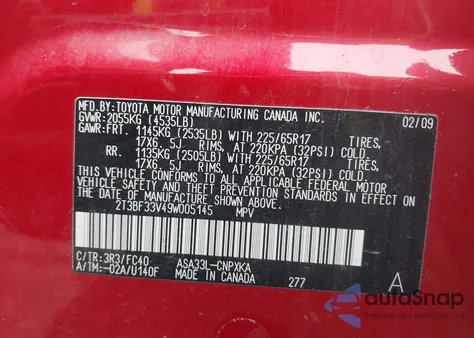 MFD.BY:TOYOTA MOTOR MANUFACTURING CANADA INC. 02/09
GVWR:2055KG (4535LB)
GAWR:FRT. 1145KG (2535LB) WITH 225/65R17 TIRES,
17X6. 5J RIMS, AT 220KPA (32PSI) COLD.
RR. 1135KG (2505LB) WITH 225/65R17 TIRES,
17X6. 5J RIMS, AT 220KPA (32PSI) COLD.
THIS VEHICLE CONFORMS TO ALL APPLICABLE
FEDERAL MOTOR VEHICLE SAFETY STANDARDS IN EFFECT ON
THE DATE OF MANUFACTURE SHOWN ABOVE.
2T3BF33V49W005145 MPV
C/TR:3R3/FC40 ASA33L-CNPXKA
A/TM:-02A/U140F MADE IN CANADA 277 A
autoSnap